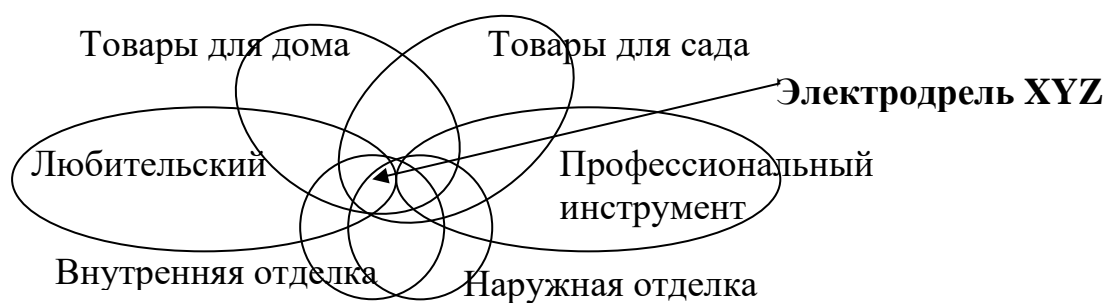 Товары для дома
Товары для сада
Электродрель XYZ
Любительский
Профессиональный
инструмент
Внутренняя отделка
Наружная отделка